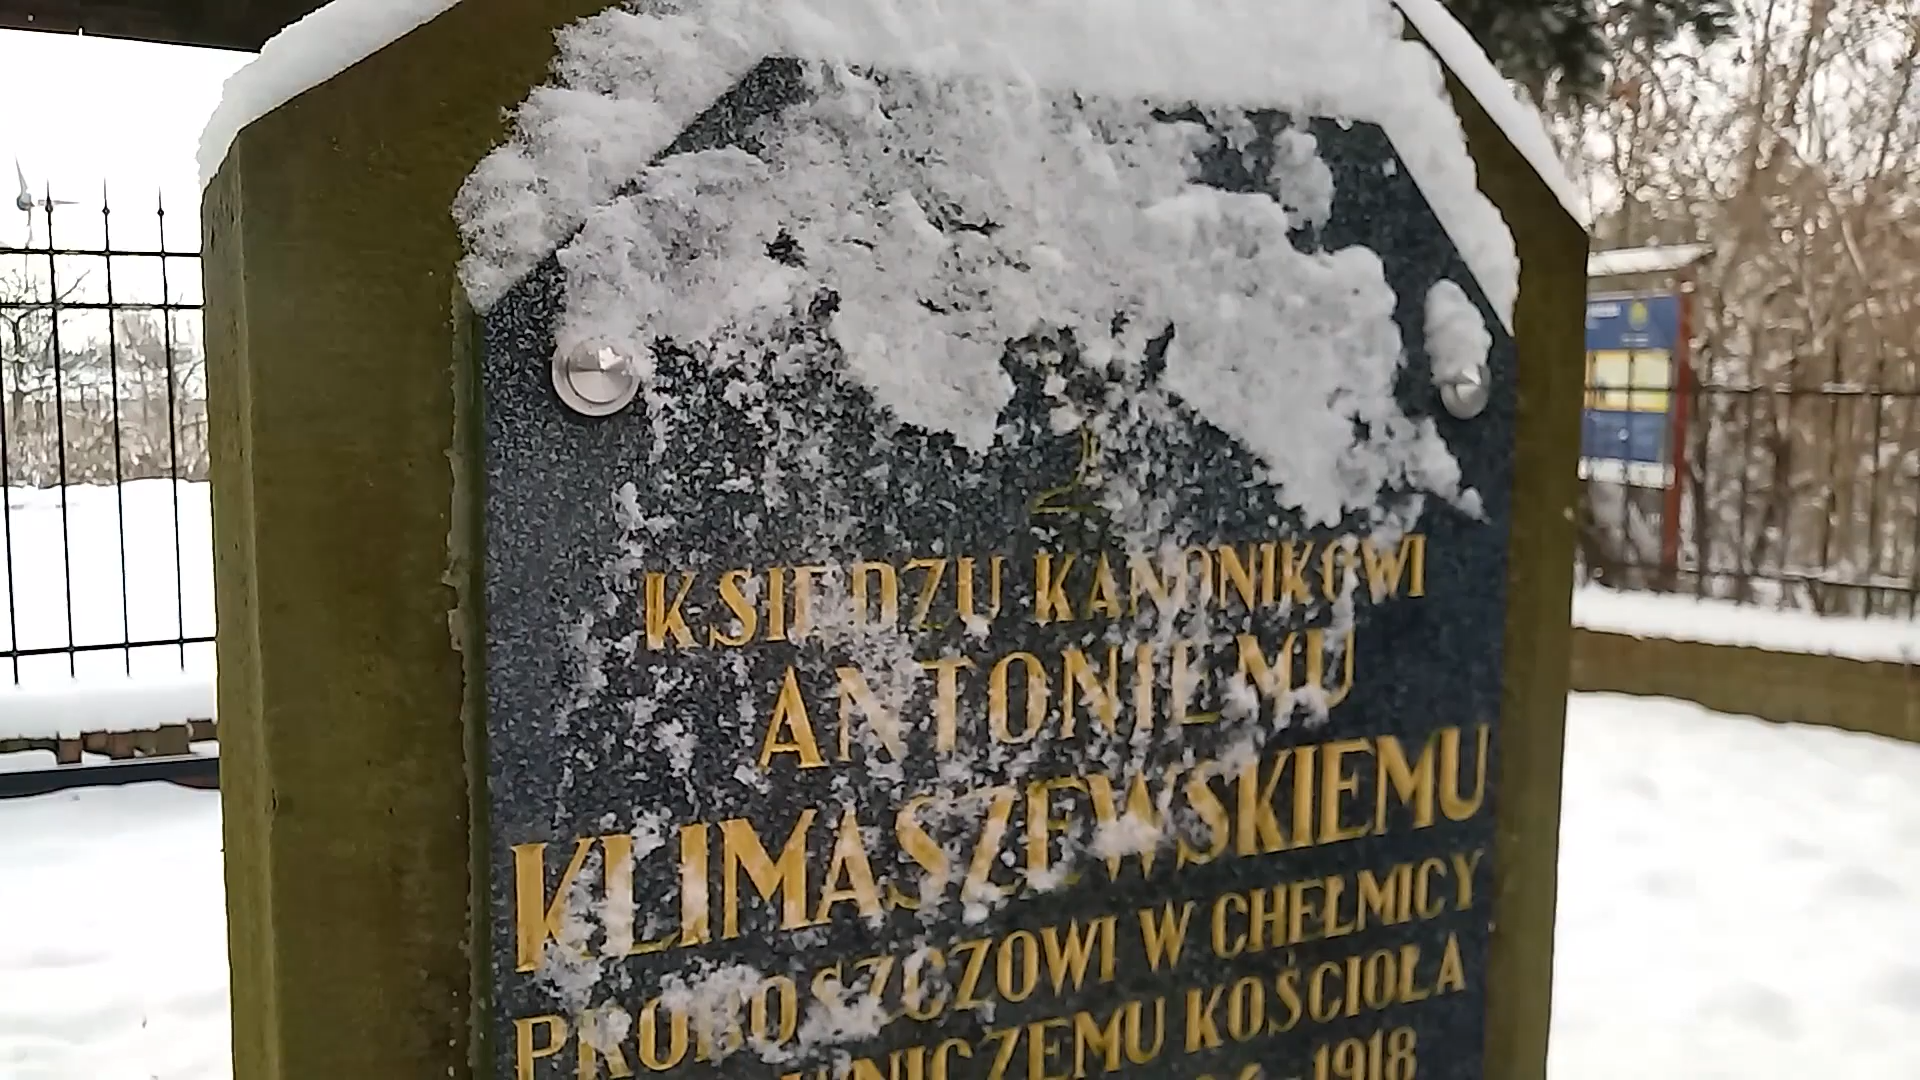 KSIĘDZU KANONIKOWI
ANTONIEMU
KLIMASZEWSKIEMU
PROBOSZCZOWI W CHEŁMICY
KOŚCIOŁA
1918